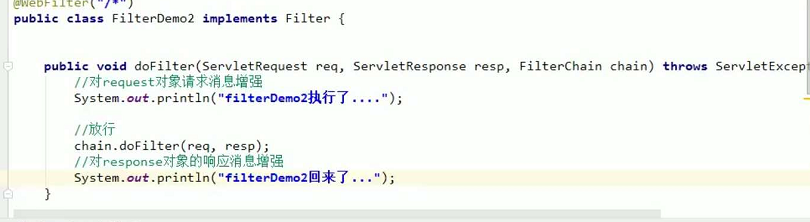 @WebFilter("/*")
public class FilterDemo2 implements Filter {
public void doFilter(ServletRequest req, ServletResponse resp, FilterChain chain) throws ServletExcept
//对request对象请求消息增强
System.out.println("filterDemo2执行了....");
//放行
chain.doFilter(req, resp);
//对response对象的响应消息增强
System.out.println("filterDemo2回来了...");
}